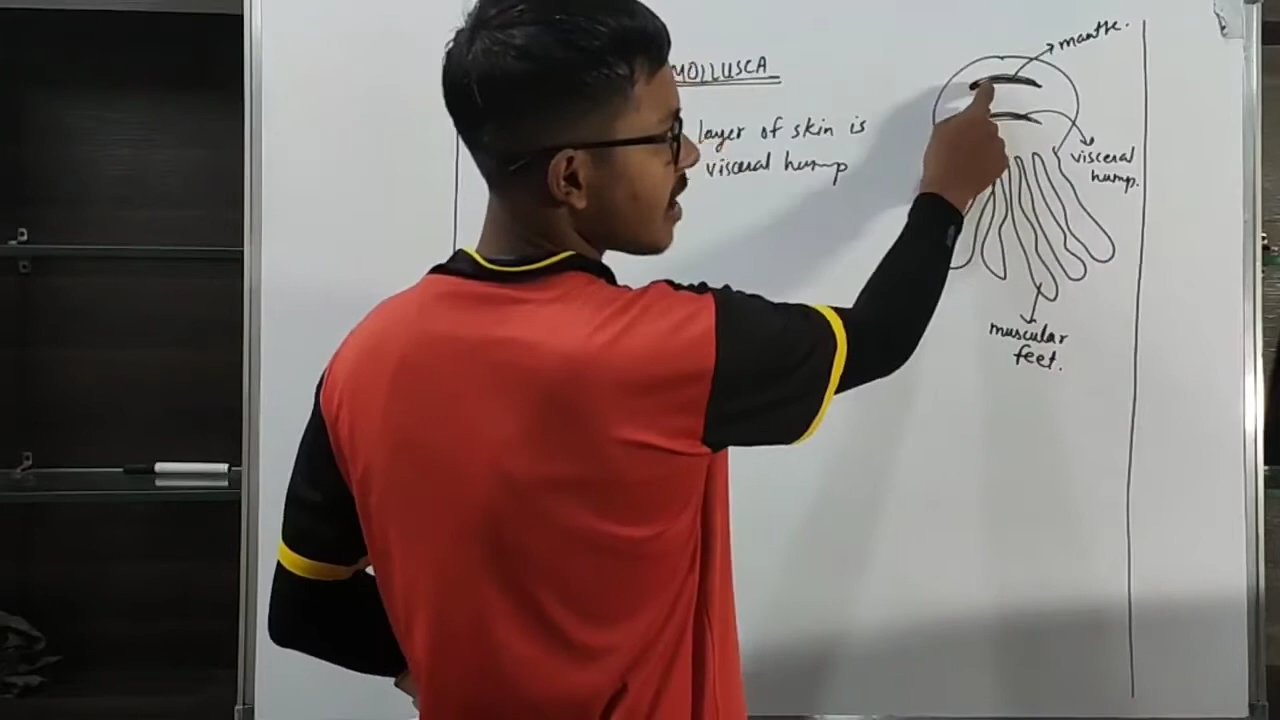 MOLLUSCA
layer of skin is
visceral hump
mantle.
visceral
hump.
muscular
feet.